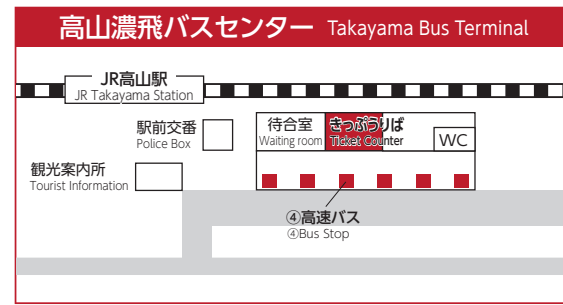 高山濃飛バスセンター Takayama Bus Terminal
JR高山駅
JR Takayama Station
駅前交番
Police Box
待合室
Waiting room
きっぷうりば
Ticket Counter
WC
観光案内所
Tourist Information
④高速バス
④Bus Stop